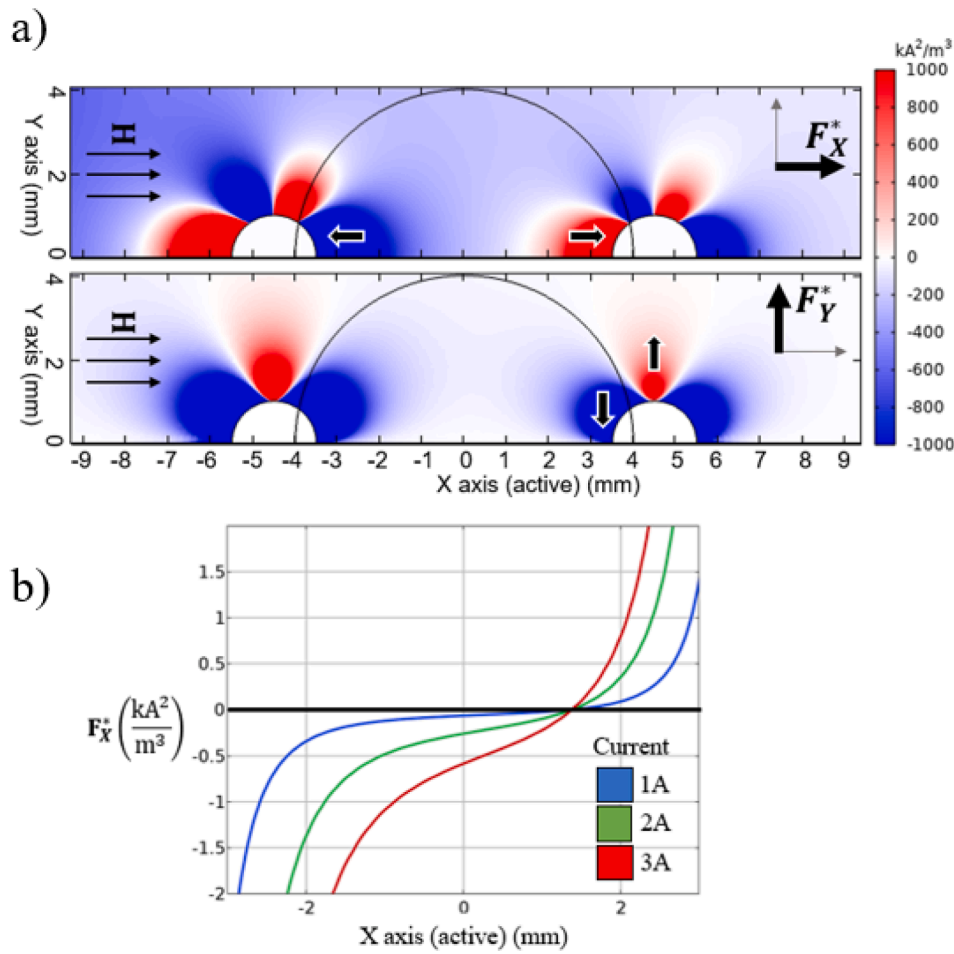 a)
kA²/m³
Y axis (mm)
4
2
0
H
F*X
1000
800
600
400
200
0
-200
-400
-600
-800
-1000
Y axis (mm)
4
2
0
H
F*Y
-9 -8 -7 -6 -5 -4 -3 -2 -1 0 1 2 3 4 5 6 7 8 9
X axis (active) (mm)
b)
F*X (kA²/m³)
1.5
1
0.5
0
-0.5
-1
-1.5
-2
Current
1A
2A
3A
-2 0 2
X axis (active) (mm)